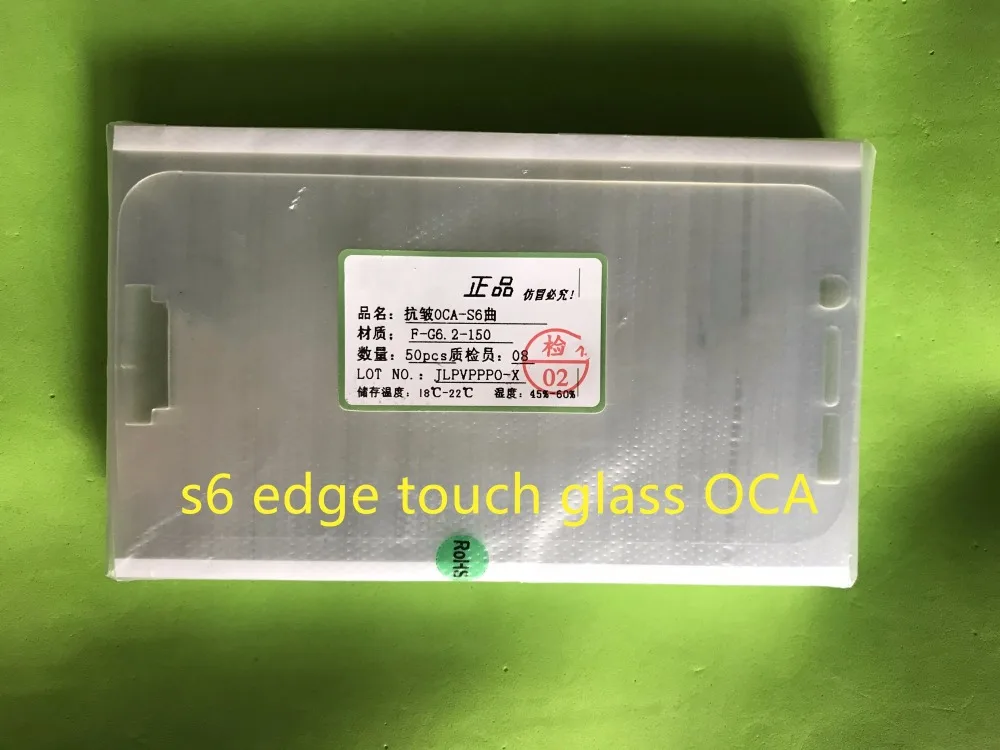 正品 仿冒必究!
品名: 抗皱OCA-S6曲
材质: F-G6.2-150
数量: 50pcs质检员: 08
LOT NO.: JLPVPPPO-X
储存温度: 18℃-22℃ 湿度: 45%-60%
检
02
s6 edge touch glass OCA
RoHS